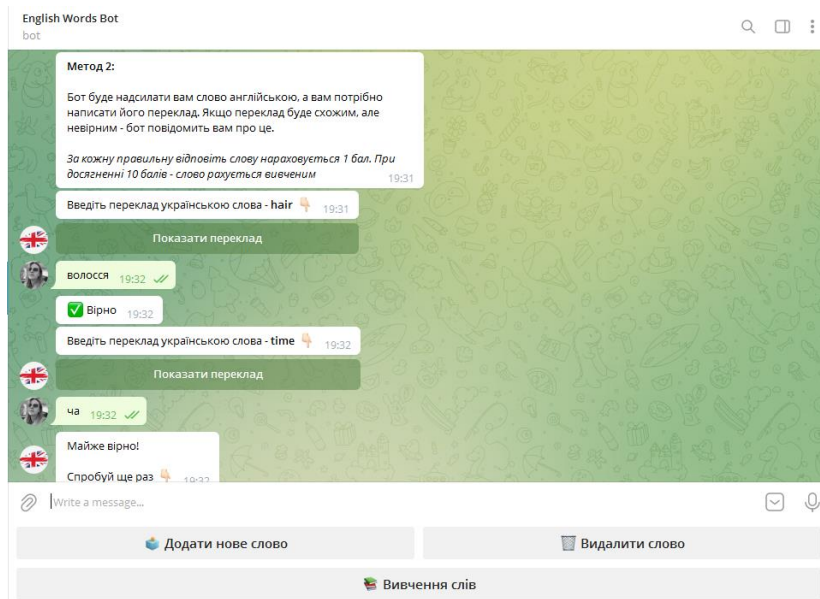 English Words Bot
bot
Метод 2:
Бот буде надсилати вам слово англійською, а вам потрібно
написати його переклад. Якщо переклад буде схожим, але
невірним - бот повідомить вам про це.
За кожну правильну відповіть слову нараховується 1 бал. При
досягненні 10 балів - слово рахується вивченим
19:31
Введіть переклад українською слова - hair 👇🏻 19:31
Показати переклад
волосся 19:32
✅ Вірно 19:32
Введіть переклад українською слова - time 👇🏻 19:32
Показати переклад
ча 19:32
Майже вірно!
Спробуй ще раз 👇🏻 19:32
Write a message...
Додати нове слово
Видалити слово
Вивчення слів